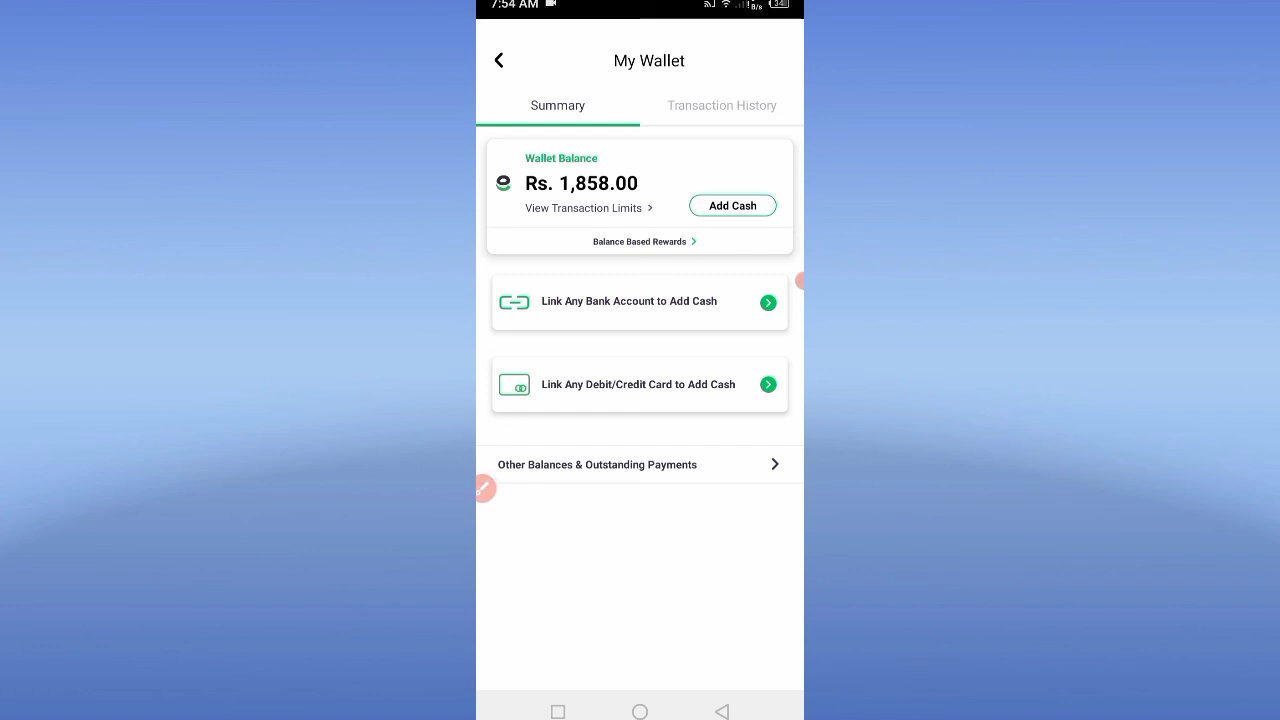 7:54 AM
34
B/s
My Wallet
Summary
Transaction History
Wallet Balance
Rs. 1,858.00
View Transaction Limits
Add Cash
Balance Based Rewards
Link Any Bank Account to Add Cash
Link Any Debit/Credit Card to Add Cash
Other Balances & Outstanding Payments